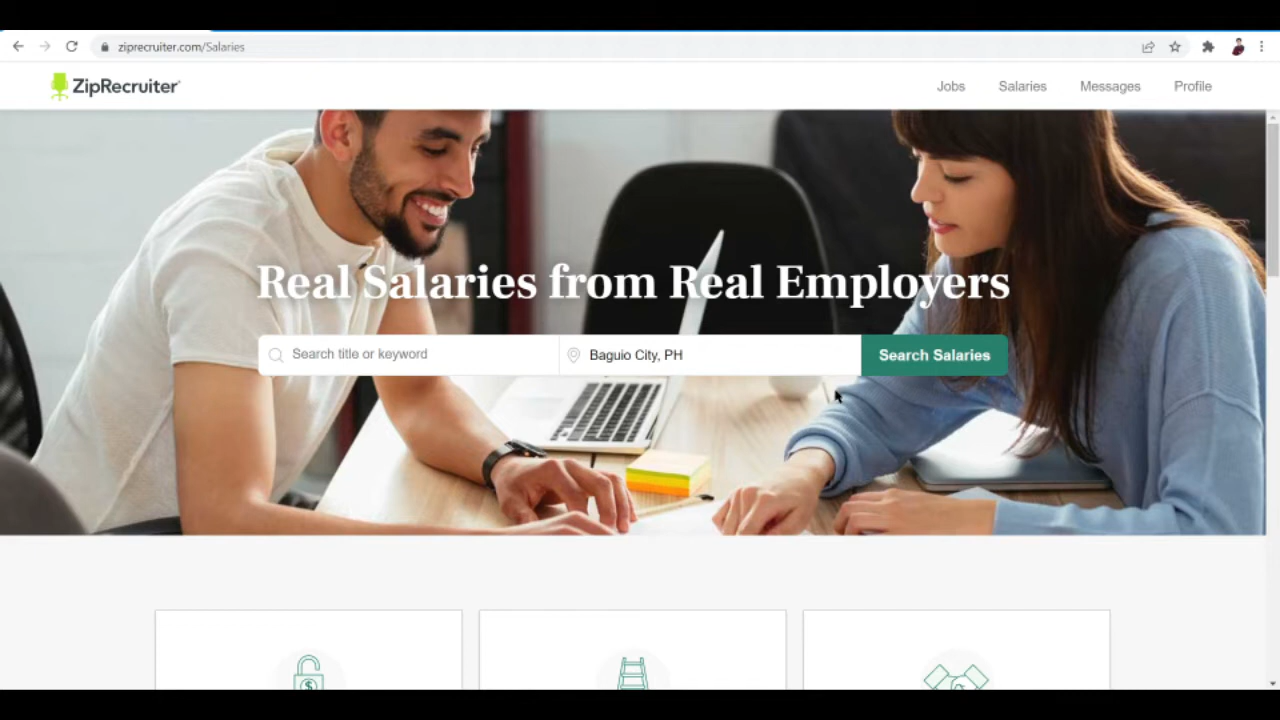 ziprecruiter.com/Salaries
ZipRecruiter
Jobs
Salaries
Messages
Profile
Real Salaries from Real Employers
Search title or keyword
Baguio City, PH
Search Salaries
$